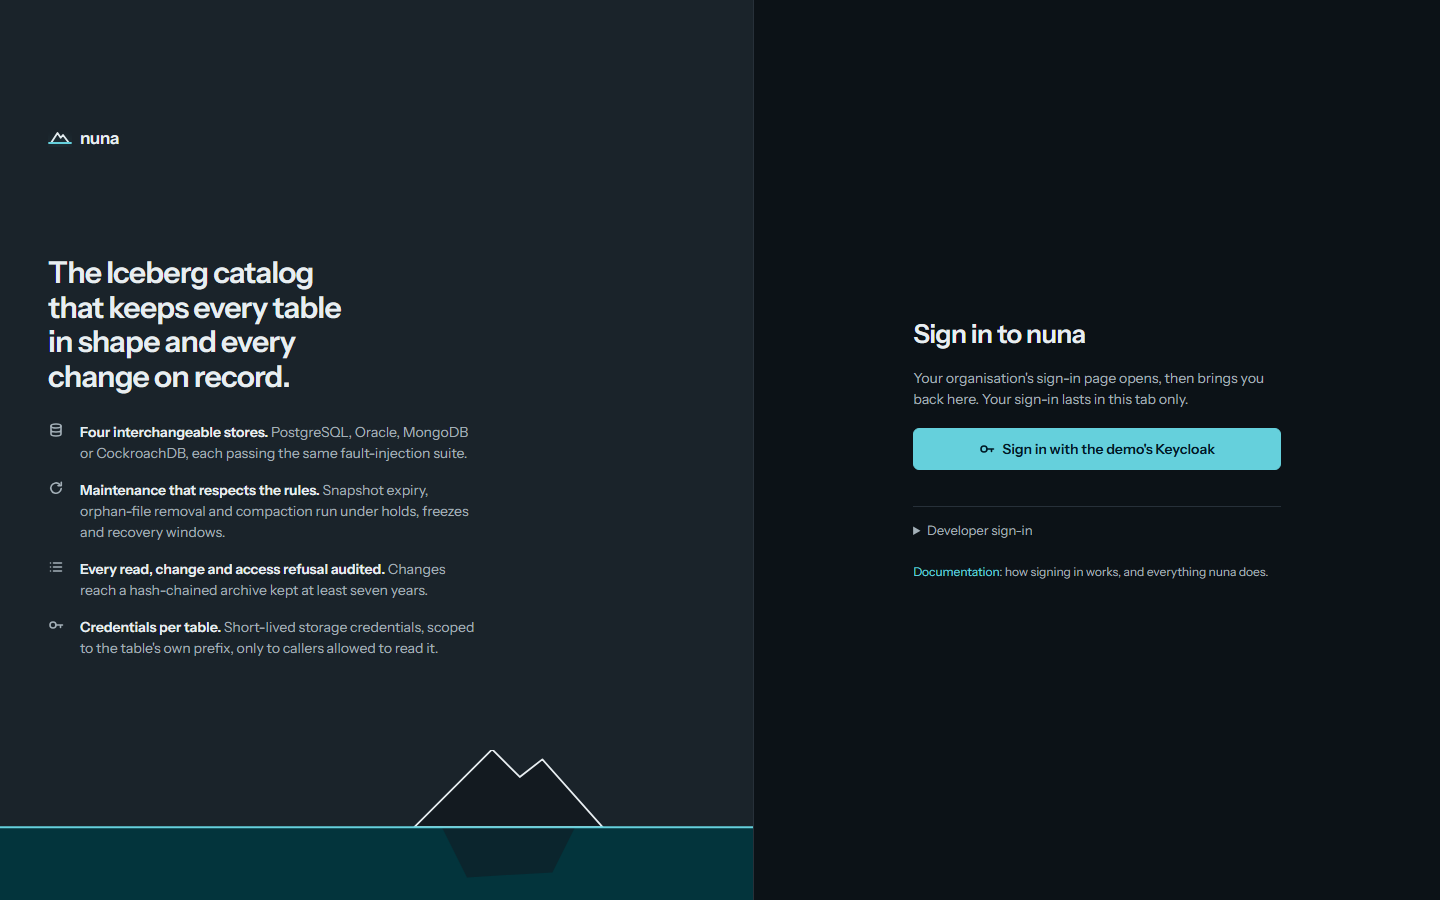 nuna
The Iceberg catalog
that keeps every table
in shape and every
change on record.
Four interchangeable stores. PostgreSQL, Oracle, MongoDB
or CockroachDB, each passing the same fault-injection suite.
Maintenance that respects the rules. Snapshot expiry,
orphan-file removal and compaction run under holds, freezes
and recovery windows.
Every read, change and access refusal audited. Changes
reach a hash-chained archive kept at least seven years.
Credentials per table. Short-lived storage credentials, scoped
to the table's own prefix, only to callers allowed to read it.
Sign in to nuna
Your organisation's sign-in page opens, then brings you
back here. Your sign-in lasts in this tab only.
Sign in with the demo's Keycloak
Developer sign-in
Documentation: how signing in works, and everything nuna does.